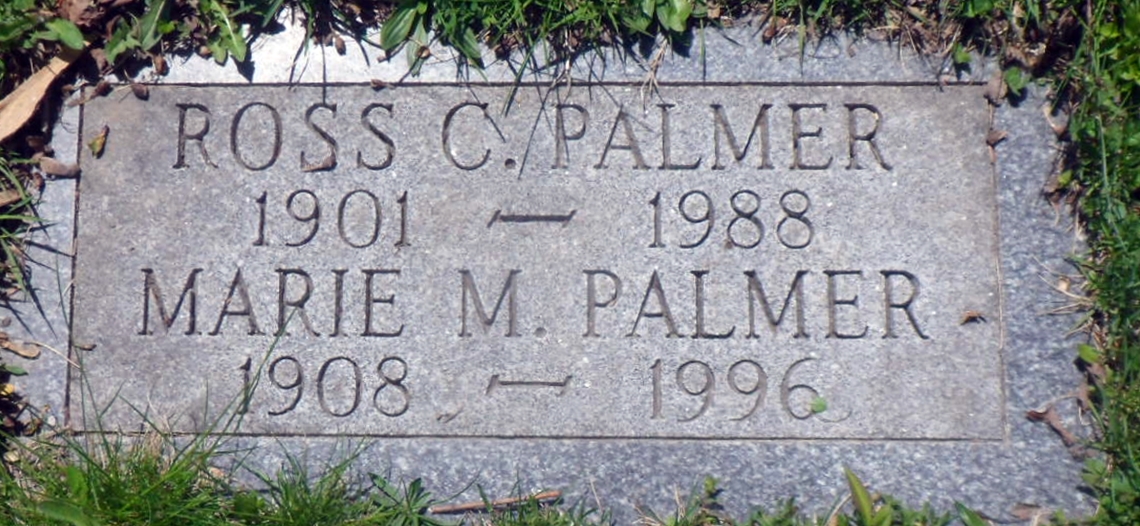 ROSS C. PALMER
1901 — 1988
MARIE M. PALMER
1908 — 1996